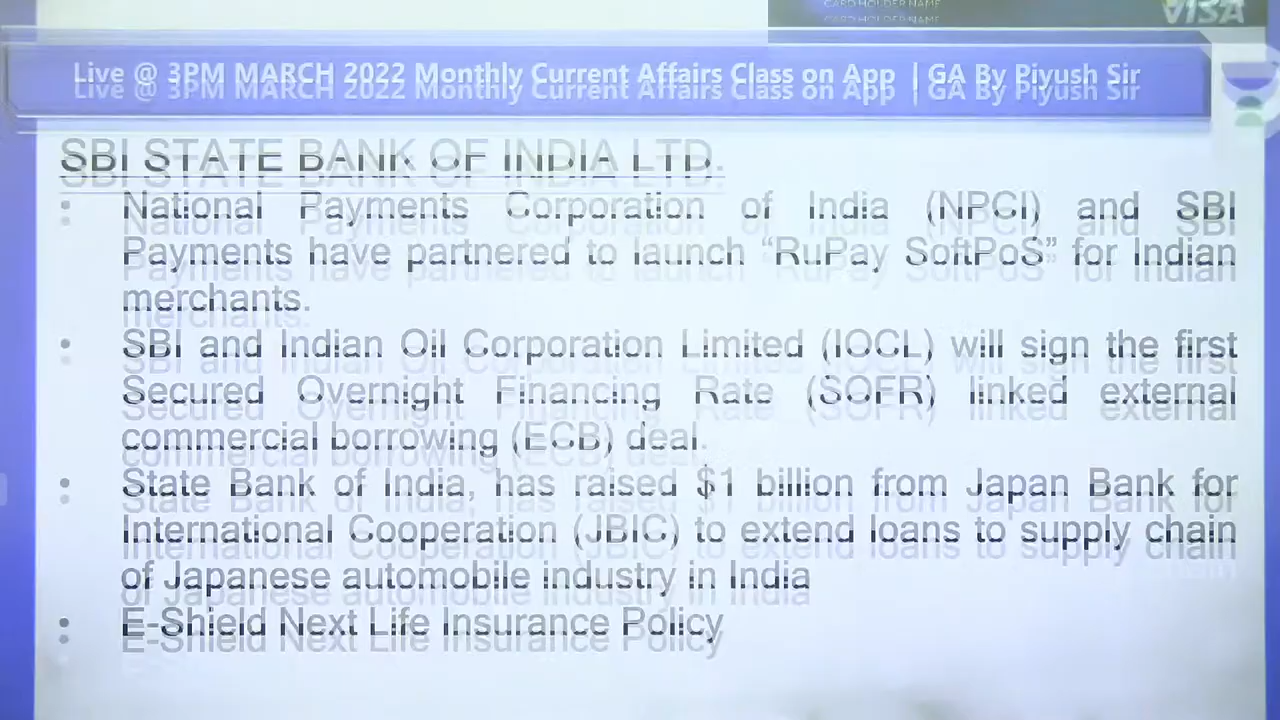 CARD HOLDER NAME
VISA
Live @ 3PM MARCH 2022 Monthly Current Affairs Class on App | GA By Piyush Sir
SBI STATE BANK OF INDIA LTD.
• National Payments Corporation of India (NPCI) and SBI
Payments have partnered to launch “RuPay SoftPoS” for Indian
merchants.
• SBI and Indian Oil Corporation Limited (IOCL) will sign the first
Secured Overnight Financing Rate (SOFR) linked external
commercial borrowing (ECB) deal.
• State Bank of India, has raised $1 billion from Japan Bank for
International Cooperation (JBIC) to extend loans to supply chain
of Japanese automobile industry in India
• E-Shield Next Life Insurance Policy